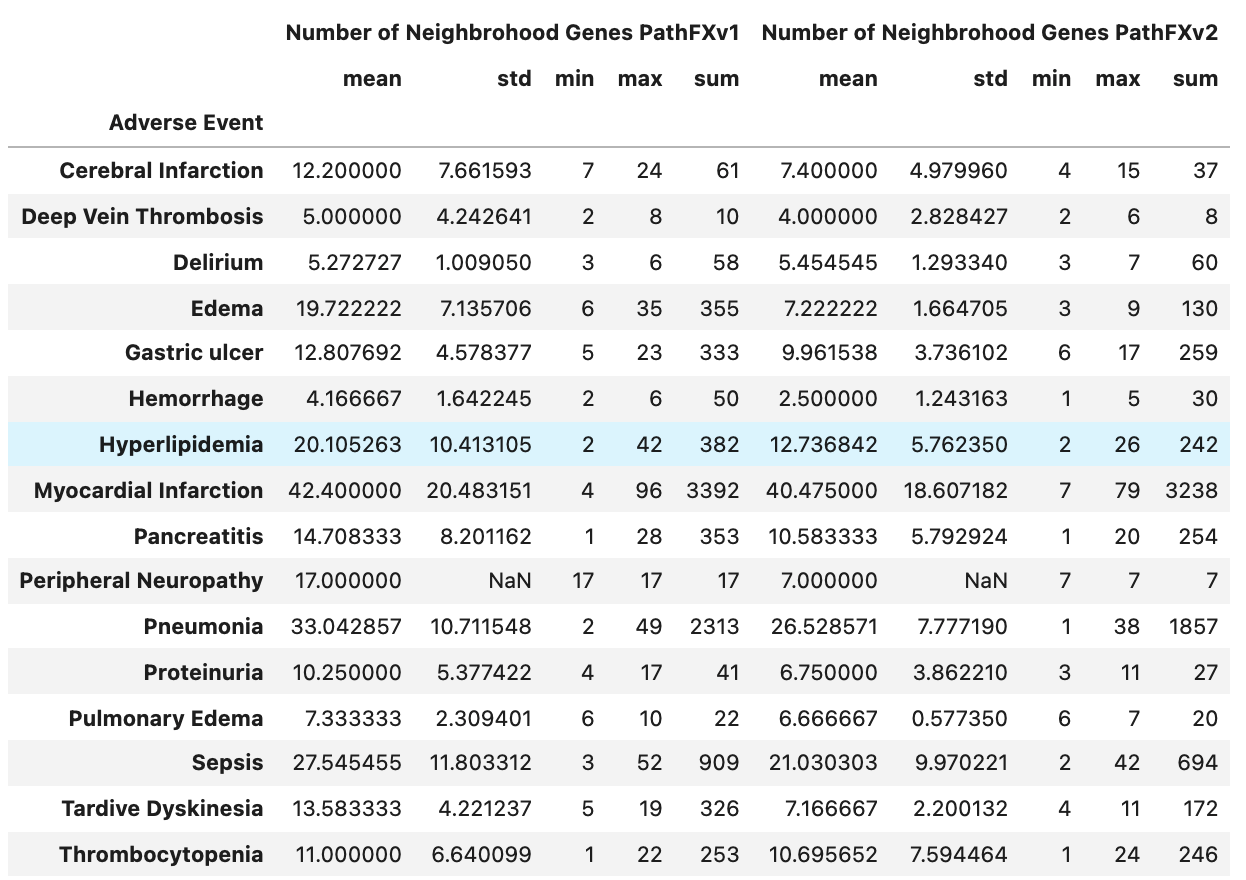 Number of Neighbrohood Genes PathFXv1 Number of Neighbrohood Genes PathFXv2
mean std min max sum mean std min max sum
Adverse Event
Cerebral Infarction 12.200000 7.661593 7 24 61 7.400000 4.979960 4 15 37
Deep Vein Thrombosis 5.000000 4.242641 2 8 10 4.000000 2.828427 2 6 8
Delirium 5.272727 1.009050 3 6 58 5.454545 1.293340 3 7 60
Edema 19.722222 7.135706 6 35 355 7.222222 1.664705 3 9 130
Gastric ulcer 12.807692 4.578377 5 23 333 9.961538 3.736102 6 17 259
Hemorrhage 4.166667 1.642245 2 6 50 2.500000 1.243163 1 5 30
Hyperlipidemia 20.105263 10.413105 2 42 382 12.736842 5.762350 2 26 242
Myocardial Infarction 42.400000 20.483151 4 96 3392 40.475000 18.607182 7 79 3238
Pancreatitis 14.708333 8.201162 1 28 353 10.583333 5.792924 1 20 254
Peripheral Neuropathy 17.000000 NaN 17 17 17 7.000000 NaN 7 7 7
Pneumonia 33.042857 10.711548 2 49 2313 26.528571 7.777190 1 38 1857
Proteinuria 10.250000 5.377422 4 17 41 6.750000 3.862210 3 11 27
Pulmonary Edema 7.333333 2.309401 6 10 22 6.666667 0.577350 6 7 20
Sepsis 27.545455 11.803312 3 52 909 21.030303 9.970221 2 42 694
Tardive Dyskinesia 13.583333 4.221237 5 19 326 7.166667 2.200132 4 11 172
Thrombocytopenia 11.000000 6.640099 1 22 253 10.695652 7.594464 1 24 246